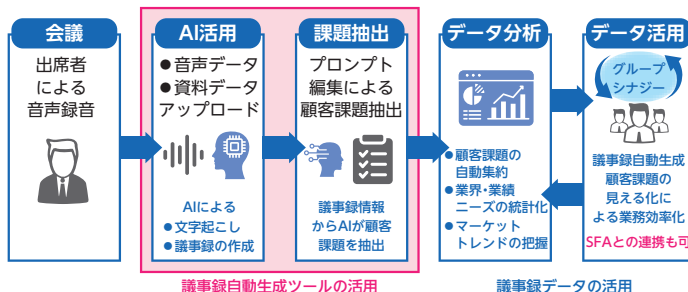 会議
出席者
による
音声録音
AI活用
●音声データ
●資料データ
アップロード
AIによる
●文字起こし
●議事録の作成
課題抽出
プロンプト
編集による
顧客課題抽出
議事録情報
からAIが顧客
課題を抽出
議事録自動生成ツールの活用
データ分析
●顧客課題の
自動集約
●業界・業績
ニーズの統計化
●マーケット
トレンドの把握
データ活用
グループ
シナジー
議事録自動生成
顧客課題の
見える化に
よる業務効率化
SFAとの連携も可
議事録データの活用